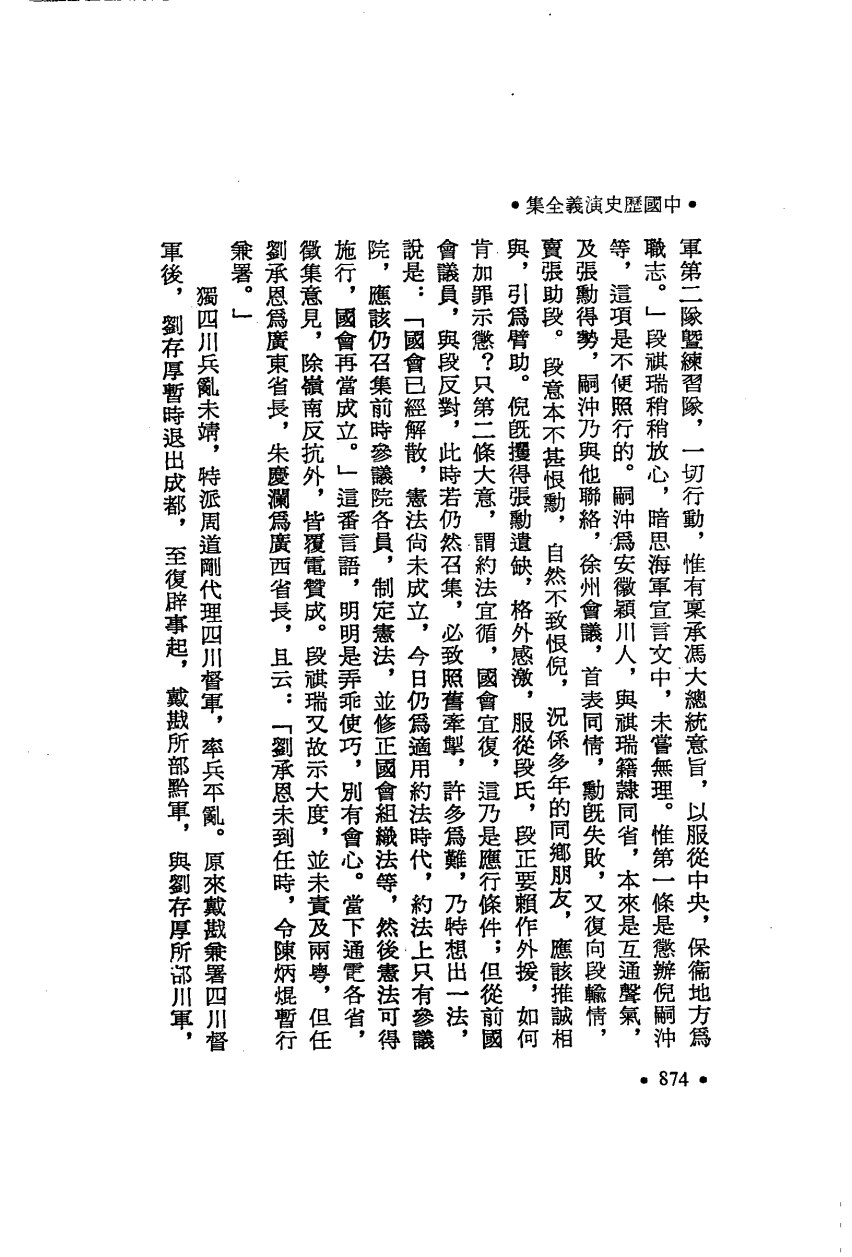 •中國歷史演義全集•
軍第二隊暨練習隊，一切行動，惟有稟承馮大總統意旨，以服從中央，保衞地方爲
職志。」段祺瑞稍稍放心，暗思海軍宣言文中，未嘗無理。惟第一條是懲辦倪嗣沖
等，這項是不便照行的。嗣沖爲安徽潁川人，與祺瑞籍隸同省，本來是互通聲氣，
及張勳得勢，嗣沖乃與他聯絡，徐州會議，首表同情，勳旣失敗，又復向段輸情，
賣張助段。段意本不甚恨勳，自然不致恨倪，況係多年的同鄉朋友，應該推誠相
與，引爲臂助。倪旣攫得張勳遺缺，格外感激，服從段氏，段正要賴作外援，如何
肯加罪示懲？只第二條大意，謂約法宜循，國會宜復，這乃是應行條件；但從前國
會議員，與段反對，此時若仍然召集，必致照舊牽掣，許多爲難，乃特想出一法，
說是：「國會已經解散，憲法尙未成立，今日仍爲適用約法時代，約法上只有參議
院，應該仍召集前時參議院各員，制定憲法，並修正國會組織法等，然後憲法可得
施行，國會再當成立。」這番言語，明明是弄乖使巧，別有會心。當下通電各省，
徵集意見，除嶺南反抗外，皆覆電贊成。段祺瑞又故示大度，並未責及兩粵，但任
劉承恩爲廣東省長，朱慶瀾爲廣西省長，且云：「劉承恩未到任時，令陳炳焜暫行
兼署。」
獨四川兵亂未靖，特派周道剛代理四川督軍，率兵平亂。原來戴戡兼署四川督
軍後，劉存厚暫時退出成都，至復辟事起，戴戡所部黔軍，與劉存厚所部川軍，
•874•